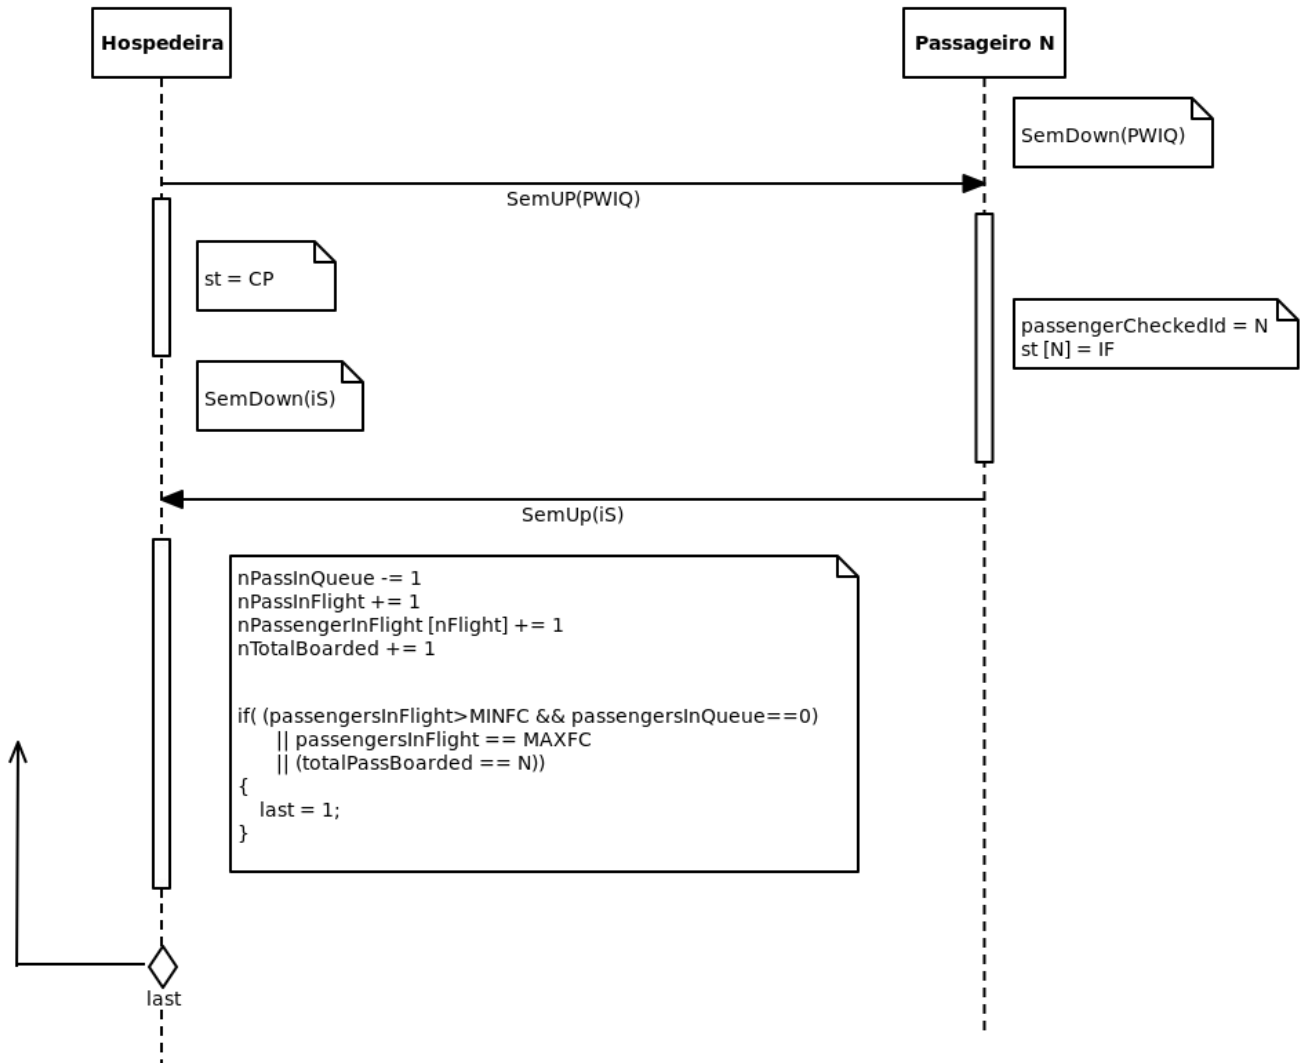 Hospedeira
Passageiro N
SemDown(PWIQ)
SemUP(PWIQ)
st = CP
passengerCheckedId = N
st [N] = IF
SemDown(iS)
SemUp(iS)
nPassInQueue -= 1
nPassInFlight += 1
nPassengerInFlight [nFlight] += 1
nTotalBoarded += 1
if( (passengersInFlight>MINFC && passengersInQueue==0)
|| passengersInFlight == MAXFC
|| (totalPassBoarded == N))
{
last = 1;
}
last